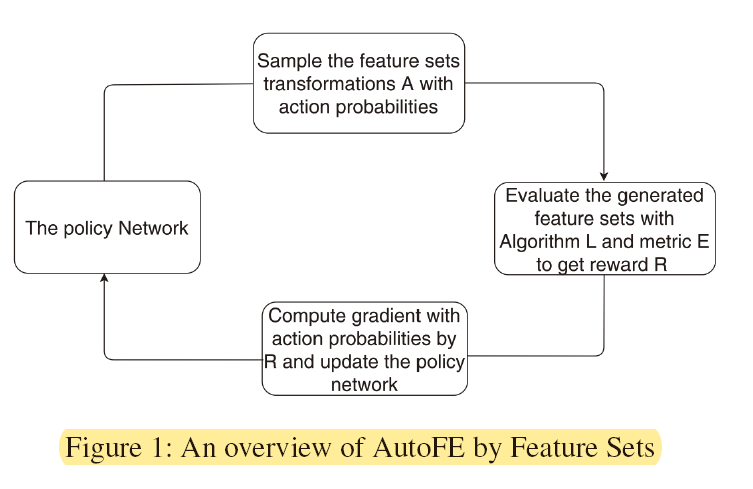 Sample the feature sets
transformations A with
action probabilities
The policy Network
Evaluate the generated
feature sets with
Algorithm L and metric E
to get reward R
Compute gradient with
action probabilities by
R and update the policy
network
Figure 1: An overview of AutoFE by Feature Sets